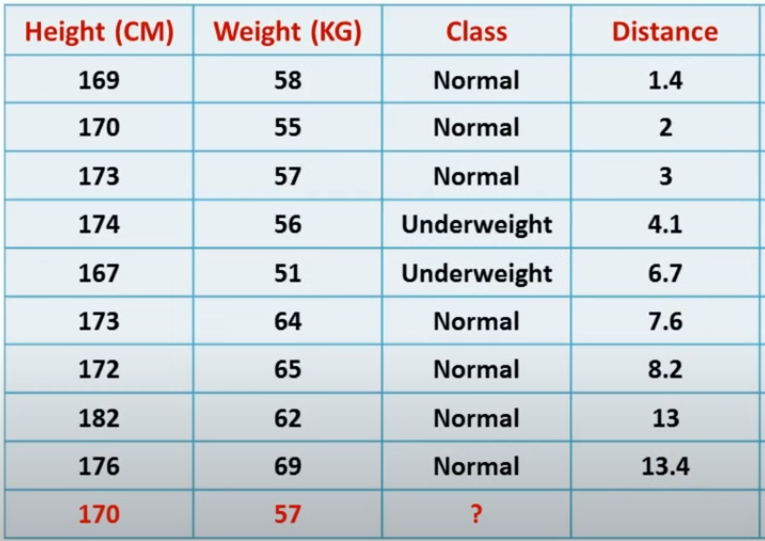 Height (CM) Weight (KG) Class Distance
169 58 Normal 1.4
170 55 Normal 2
173 57 Normal 3
174 56 Underweight 4.1
167 51 Underweight 6.7
173 64 Normal 7.6
172 65 Normal 8.2
182 62 Normal 13
176 69 Normal 13.4
170 57 ?